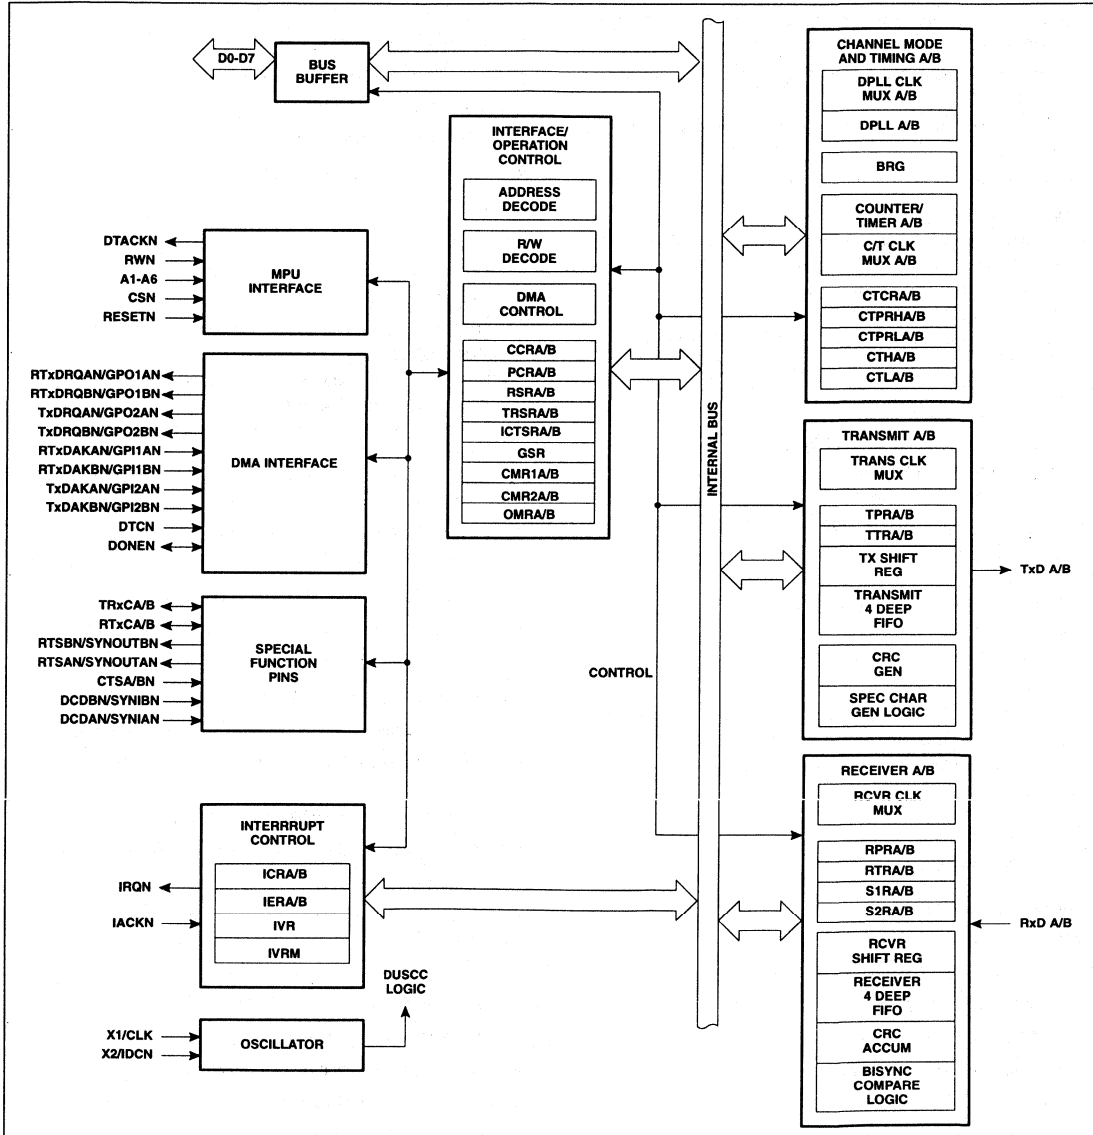 D0-D7
BUS
BUFFER
INTERFACE/
OPERATION
CONTROL
ADDRESS
DECODE
R/W
DECODE
DMA
CONTROL
CCRA/B
PCRA/B
RSRA/B
TRSRA/B
ICTSRA/B
GSR
CMR1A/B
CMR2A/B
OMRA/B
DTACKN
RWN
A1-A6
CSN
RESETN
MPU
INTERFACE
RTxDRQAN/GPO1AN
RTxDRQBN/GPO1BN
TxDRQAN/GPO2AN
TxDRQBN/GPO2BN
RTxDAKAN/GPI1AN
RTxDAKBN/GPI1BN
TxDAKAN/GPI2AN
TxDAKBN/GPI2BN
DTCN
DONEN
DMA INTERFACE
TRxCA/B
RTxCA/B
RTSBN/SYNOUTBN
RTSAN/SYNOUTAN
CTSA/BN
DCDBN/SYNIBN
DCDAN/SYNIAN
SPECIAL
FUNCTION
PINS
INTERRRUPT
CONTROL
ICRA/B
IERA/B
IVR
IVRM
IRQN
IACKN
DUSCC
LOGIC
X1/CLK
X2/IDCN
OSCILLATOR
CONTROL
INTERNAL BUS
CHANNEL MODE
AND TIMING A/B
DPLL CLK
MUX A/B
DPLL A/B
BRG
COUNTER/
TIMER A/B
C/T CLK
MUX A/B
CTCRA/B
CTPRHA/B
CTPRLA/B
CTHA/B
CTLA/B
TRANSMIT A/B
TRANS CLK
MUX
TPRA/B
TTRA/B
TX SHIFT
REG
TRANSMIT
4 DEEP
FIFO
CRC
GEN
SPEC CHAR
GEN LOGIC
TxD A/B
RECEIVER A/B
RCVR CLK
MUX
RPRA/B
RTRA/B
S1RA/B
S2RA/B
RCVR
SHIFT REG
RECEIVER
4 DEEP
FIFO
CRC
ACCUM
BISYNC
COMPARE
LOGIC
RxD A/B